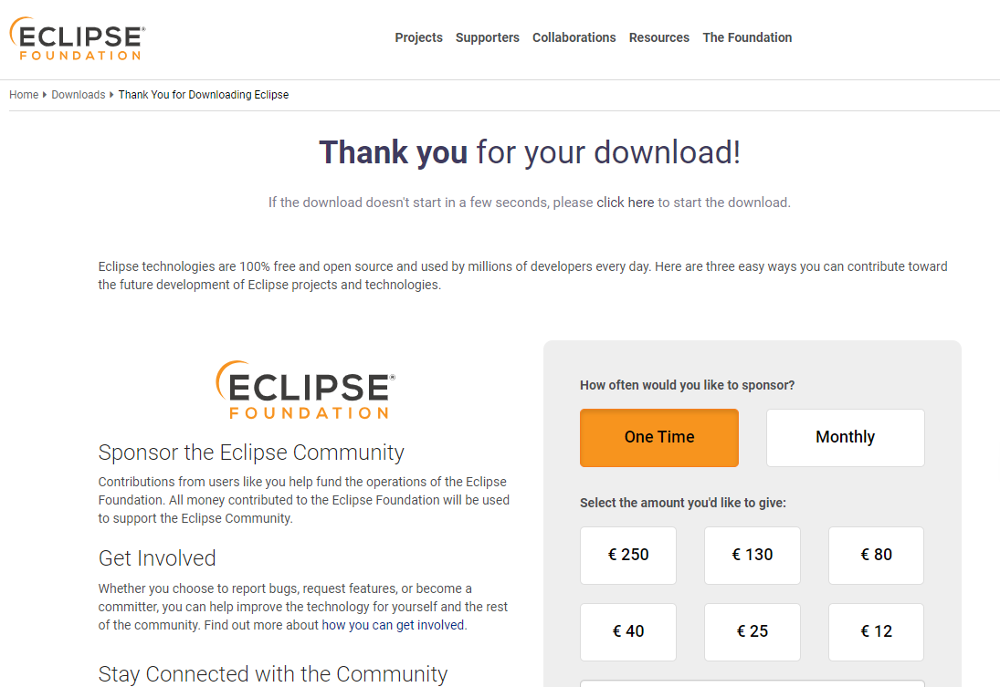 ECLIPSE®
FOUNDATION
Projects Supporters Collaborations Resources The Foundation
Home Downloads Thank You for Downloading Eclipse
Thank you for your download!
If the download doesn't start in a few seconds, please click here to start the download.
Eclipse technologies are 100% free and open source and used by millions of developers every day. Here are three easy ways you can contribute toward
the future development of Eclipse projects and technologies.
ECLIPSE®
FOUNDATION
Sponsor the Eclipse Community
Contributions from users like you help fund the operations of the Eclipse
Foundation. All money contributed to the Eclipse Foundation will be used
to support the Eclipse Community.
Get Involved
Whether you choose to report bugs, request features, or become a
committer, you can help improve the technology for yourself and the rest
of the community. Find out more about how you can get involved.
Stay Connected with the Community
How often would you like to sponsor?
One Time Monthly
Select the amount you'd like to give:
€ 250 € 130 € 80
€ 40 € 25 € 12